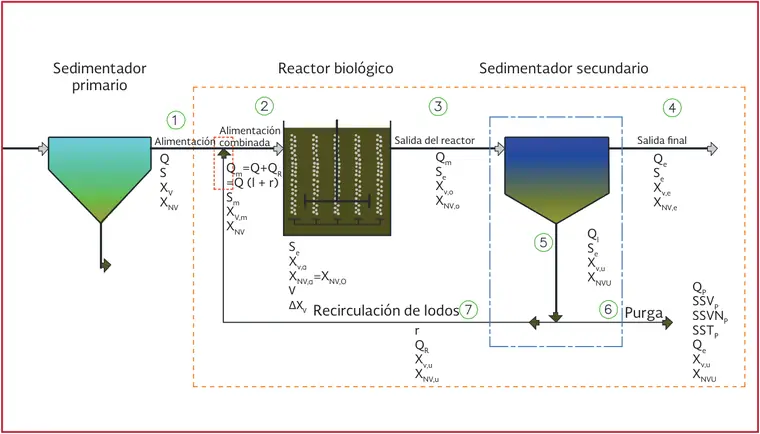 Sedimentador
primario
Reactor biológico
Sedimentador secundario
1
2
3
4
Alimentación
Q
S
X_V
X_NV
Alimentación
combinada
Q_m=Q+Q_R
=Q (l + r)
S_m
X_V,m
X_NV
Salida del reactor
Q_m
S_e
X_v,o
X_NV,o
Salida final
Q_e
S_e
X_v,e
X_NV,e
S_e
X_v,a
X_NV,a=X_NV,O
V
ΔX_V
5
Q_l
S_e
X_v,u
X_NVU
Recirculación de lodos
7
r
Q_R
X_v,u
X_NV,u
6
Purga
Q_P
SSV_P
SSVN_P
SST_P
Q_e
X_v,u
X_NVU